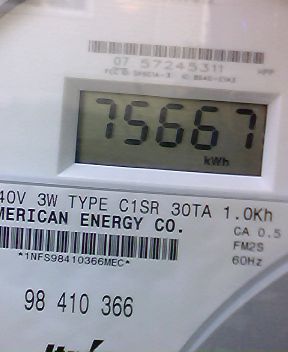 07 57245311
75667
kWh
40V 3W TYPE C1SR 30TA 1.0Kh
MERICAN ENERGY CO.
CA 0.5
FM2S
60Hz
*1NFS98410366MEC*
98 410 366